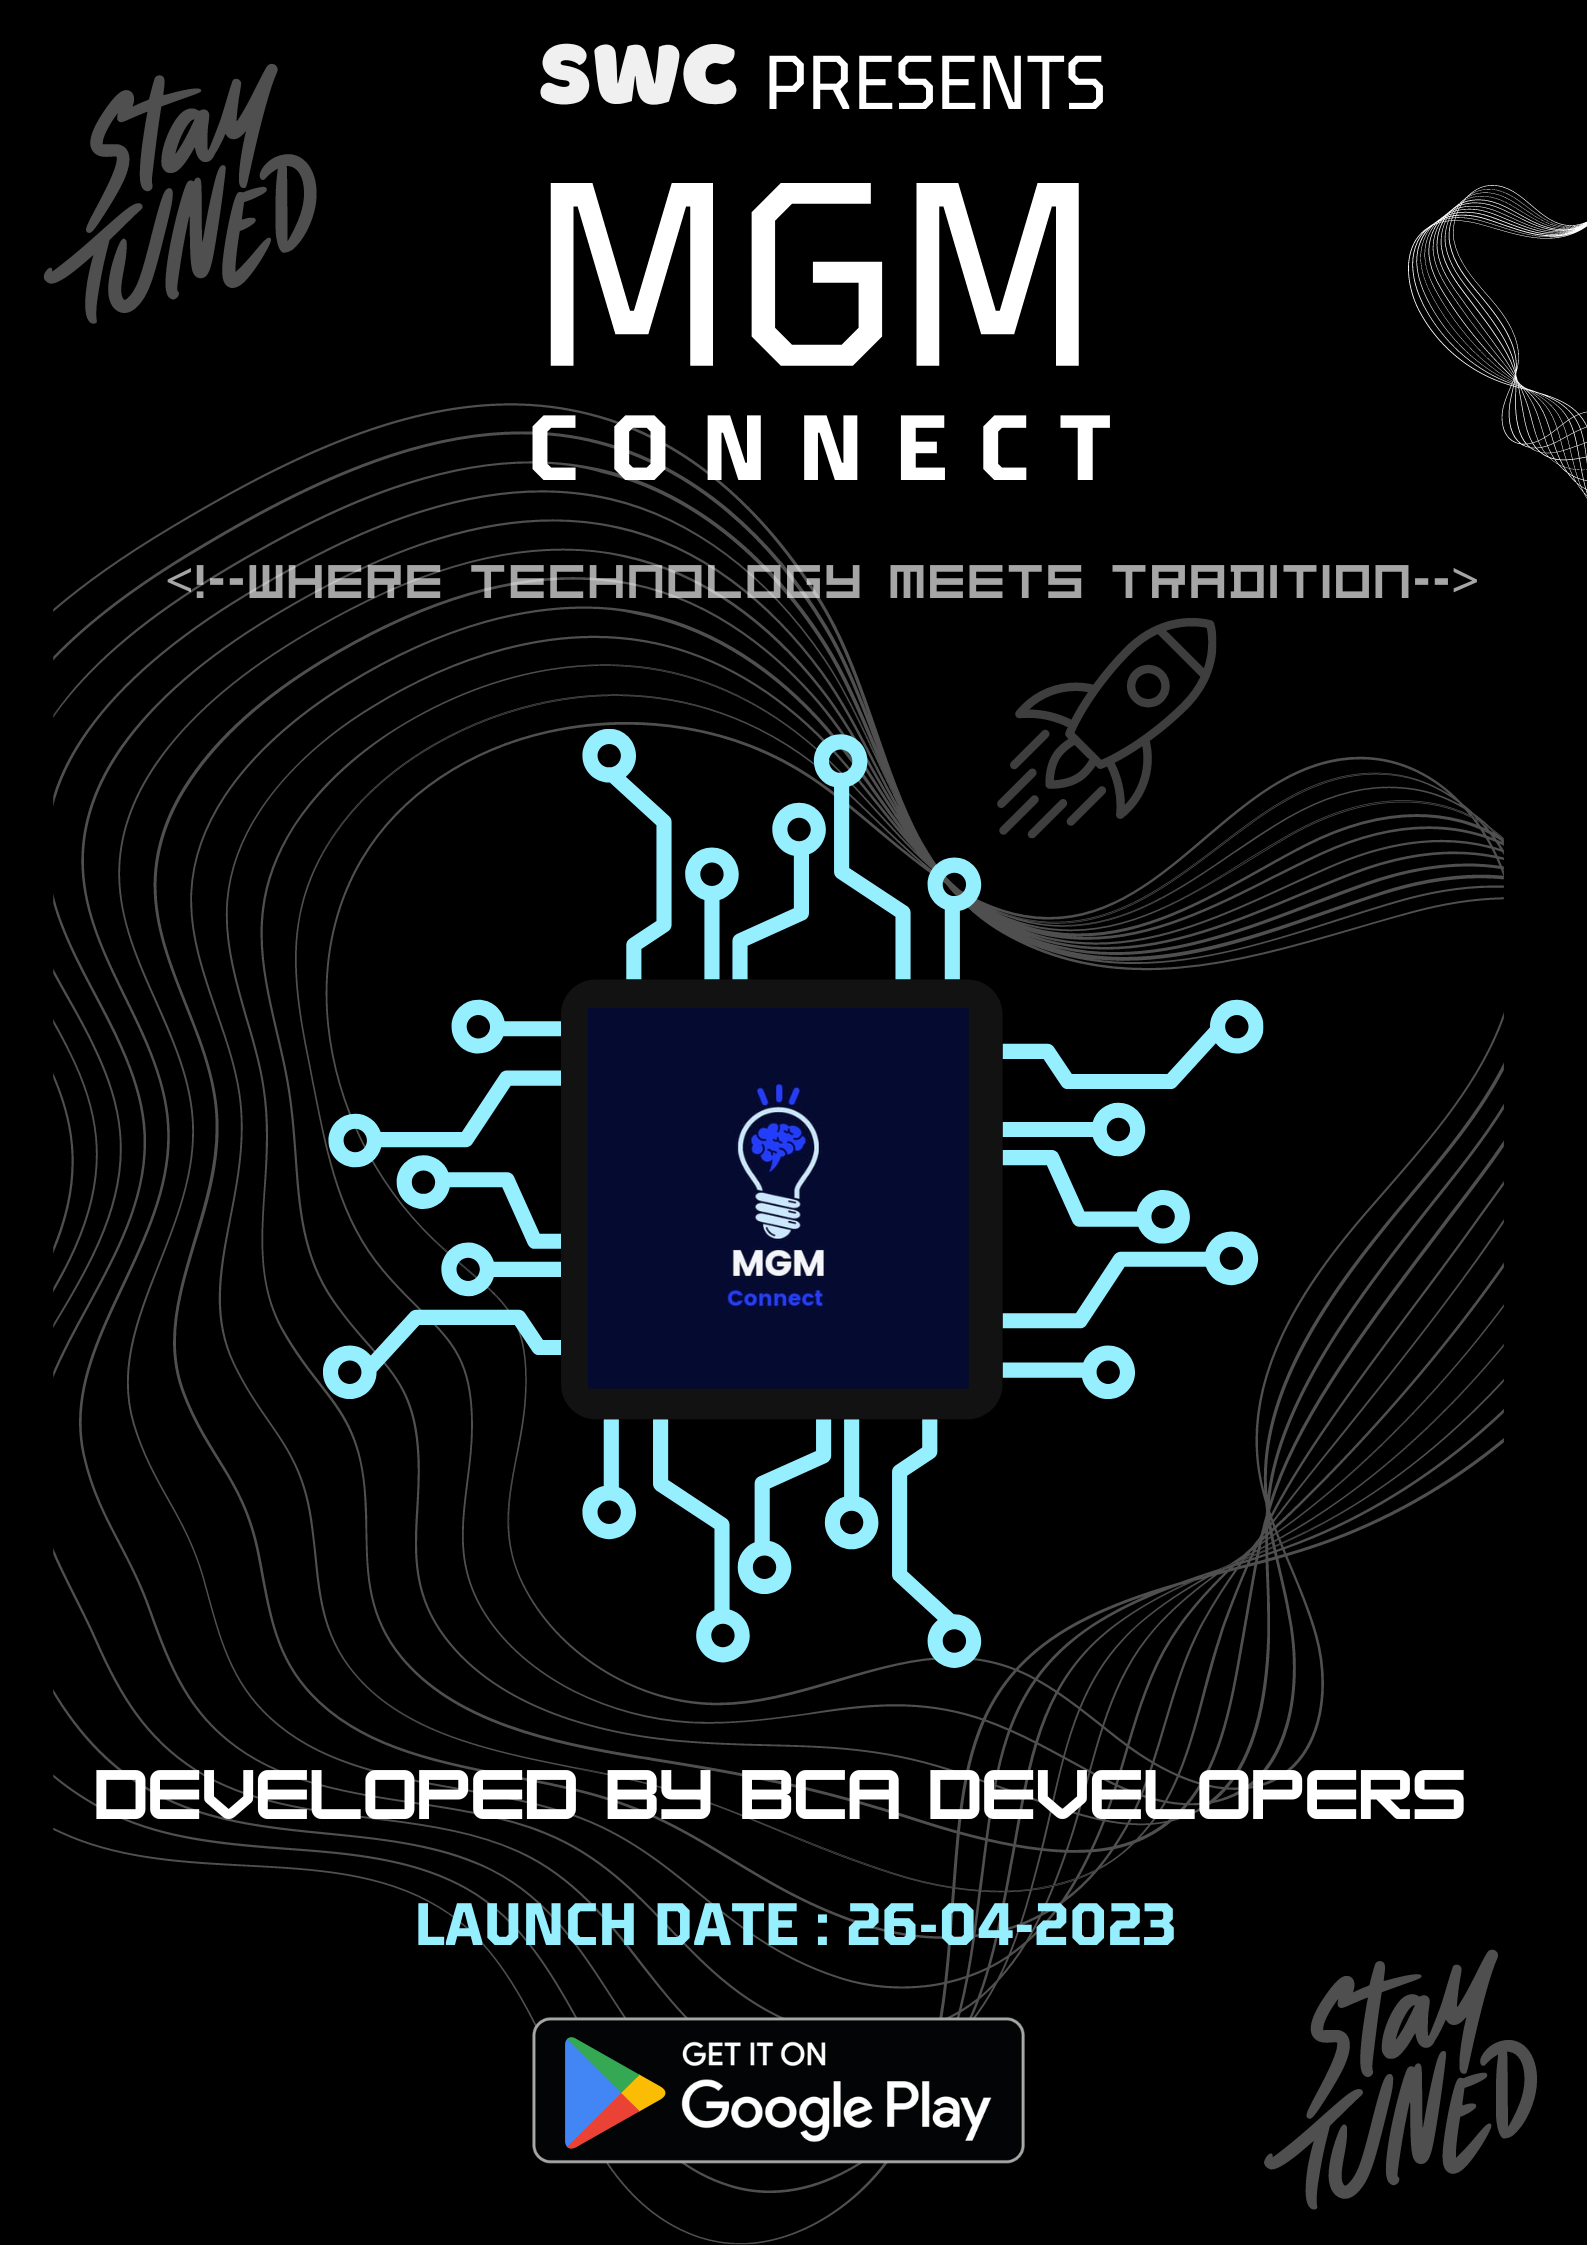 SWC PRESENTS
Stay
TUNED
MGM
CONNECT
<!--WHERE TECHNOLOGY MEETS TRADITION-->
MGM
Connect
DEVELOPED BY BCA DEVELOPERS
LAUNCH DATE : 26-04-2023
GET IT ON
Google Play
Stay
TUNED